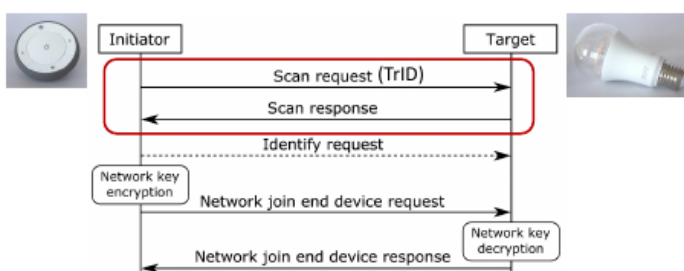 Initiator
Target
Scan request (TrID)
Scan response
Identify request
Network key
encryption
Network join end device request
Network key
decryption
Network join end device response